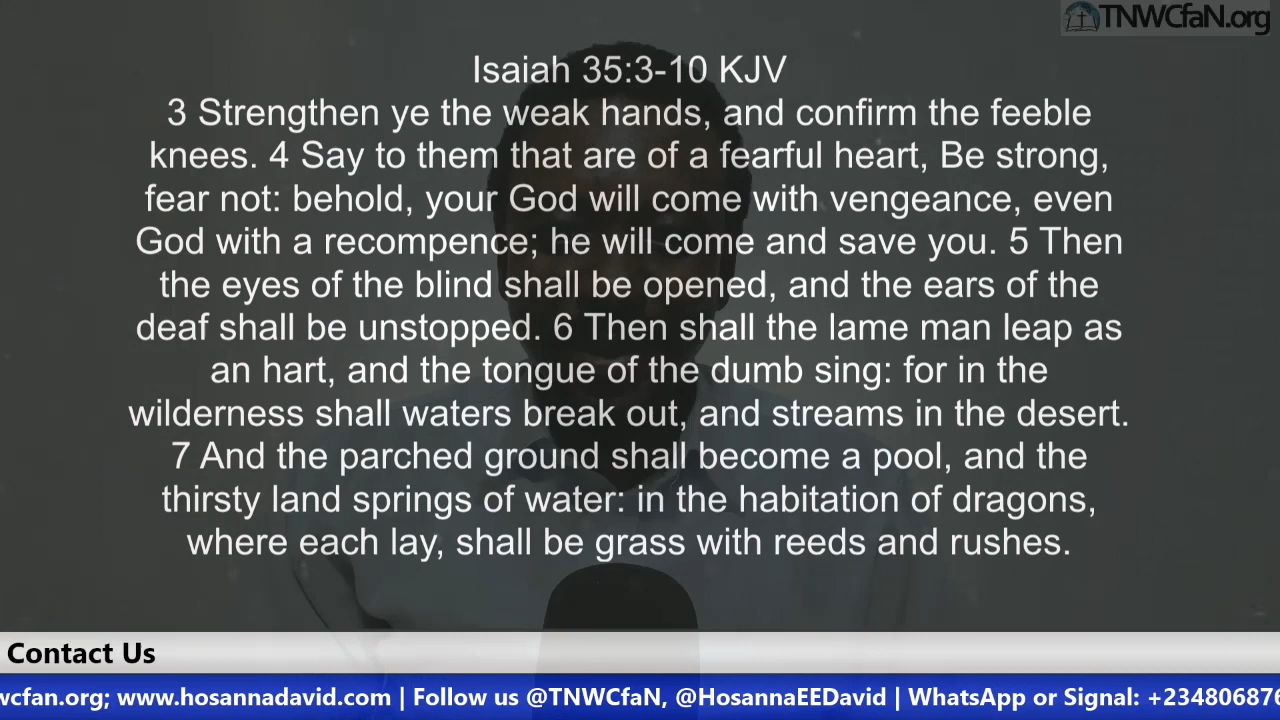 TNWCfaN.org
Isaiah 35:3-10 KJV
3 Strengthen ye the weak hands, and confirm the feeble
knees. 4 Say to them that are of a fearful heart, Be strong,
fear not: behold, your God will come with vengeance, even
God with a recompence; he will come and save you. 5 Then
the eyes of the blind shall be opened, and the ears of the
deaf shall be unstopped. 6 Then shall the lame man leap as
an hart, and the tongue of the dumb sing: for in the
wilderness shall waters break out, and streams in the desert.
7 And the parched ground shall become a pool, and the
thirsty land springs of water: in the habitation of dragons,
where each lay, shall be grass with reeds and rushes.
Contact Us
wcfan.org; www.hosannadavid.com | Follow us @TNWCfaN, @HosannaEEDavid | WhatsApp or Signal: +234806876